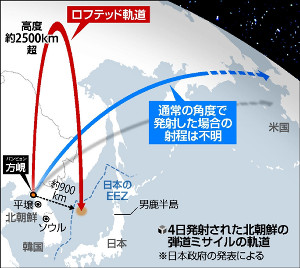 ロフテッド軌道
高度
約2500km
超
通常の角度で
発射した場合の
射程は不明
米国
パンヒョン
方峴
約900
km
日本の
EEZ
平壌
北朝鮮
ソウル
韓国
男鹿半島
日本
4日発射された北朝鮮の
弾道ミサイルの軌道
※日本政府の発表による